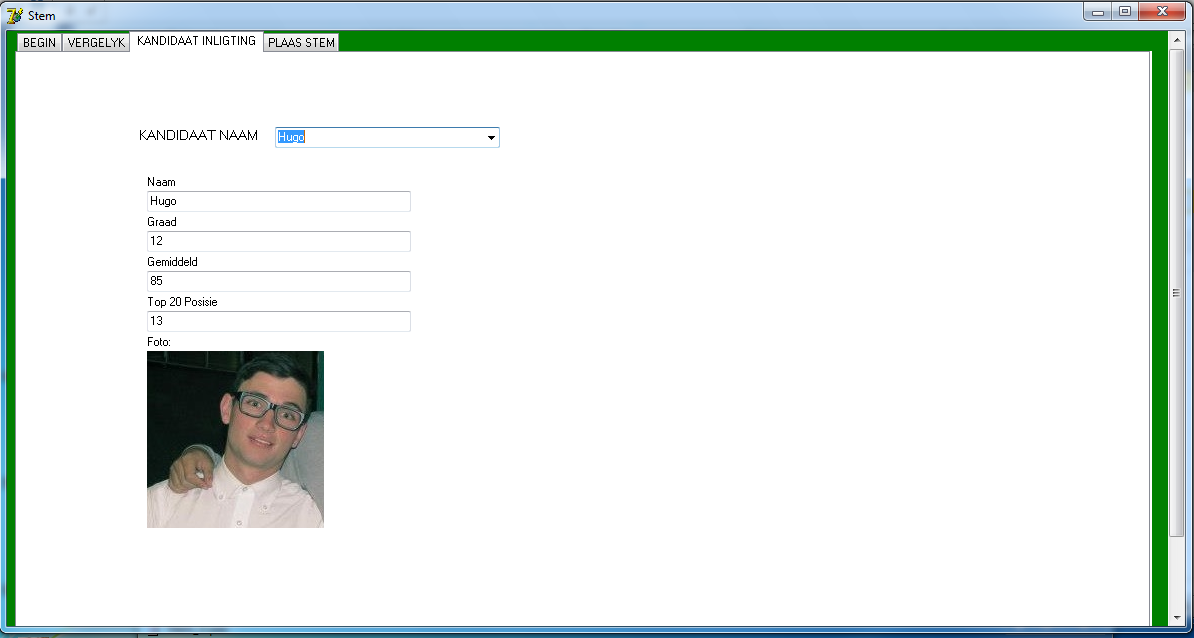 Stem
BEGIN VERGELYK KANDIDAAT INLIGTING PLAAS STEM
KANDIDAAT NAAM Hugo
Naam
Hugo
Graad
12
Gemiddeld
85
Top 20 Posisie
13
Foto: